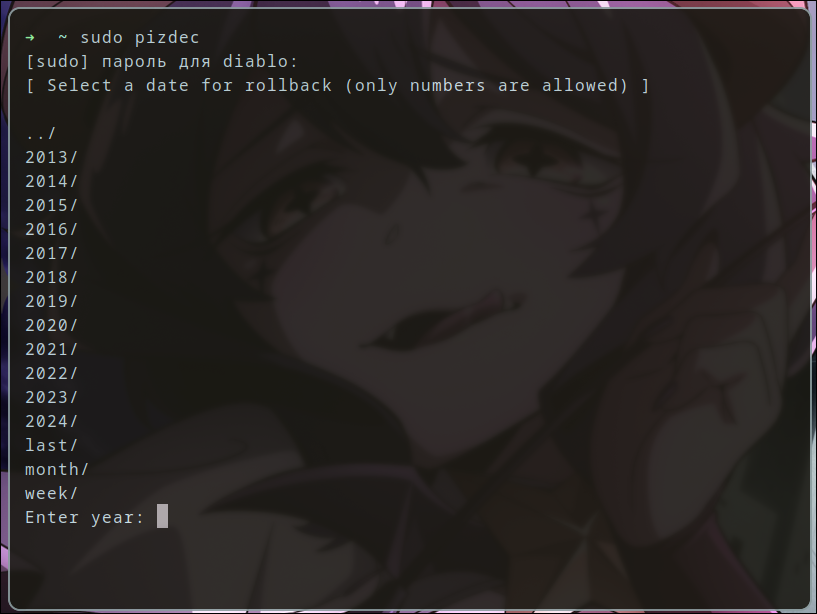 ➜  ~ sudo pizdec
[sudo] пароль для diablo:
[ Select a date for rollback (only numbers are allowed) ]
../
2013/
2014/
2015/
2016/
2017/
2018/
2019/
2020/
2021/
2022/
2023/
2024/
last/
month/
week/
Enter year: